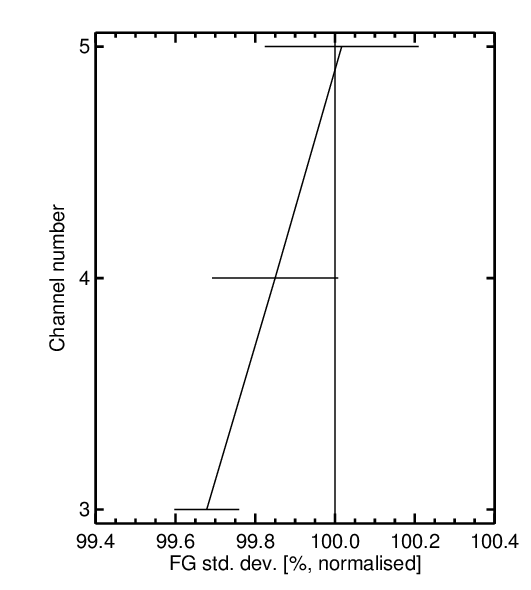 5
4
3
Channel number
99.4 99.6 99.8 100.0 100.2 100.4
FG std. dev. [%, normalised]